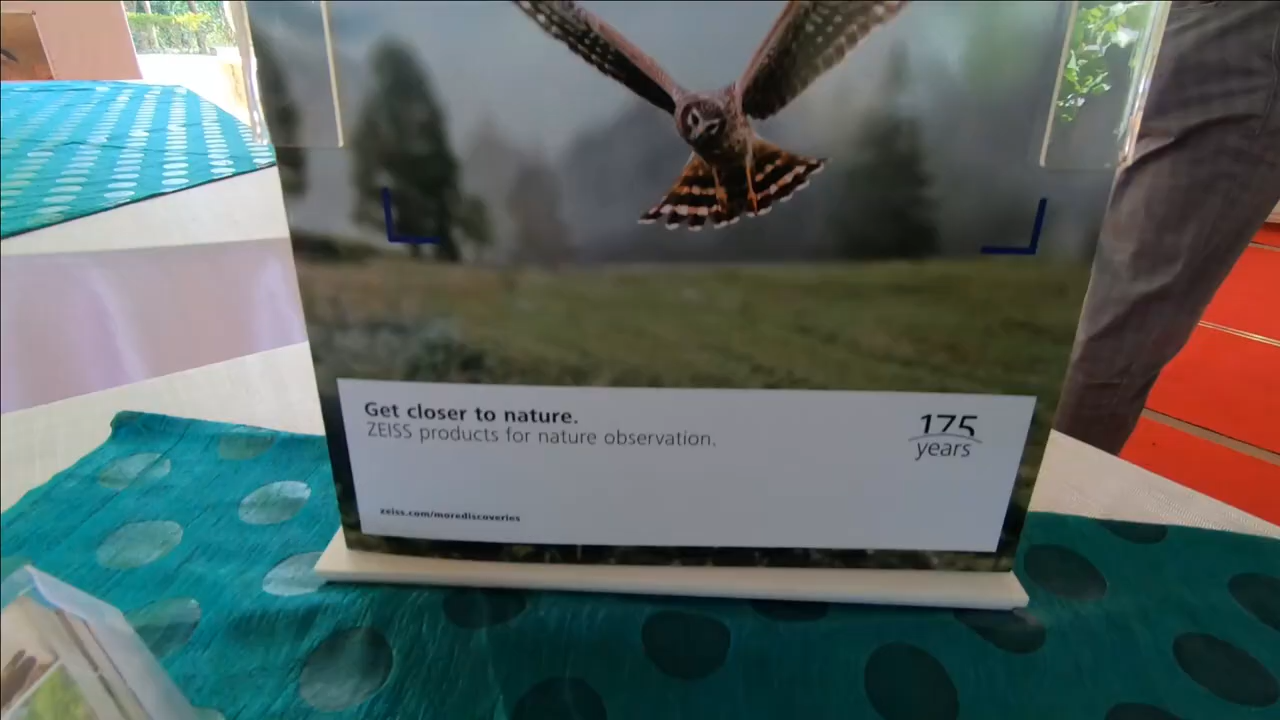 Get closer to nature.
ZEISS products for nature observation.
175
years
zeiss.com/morediscoveries